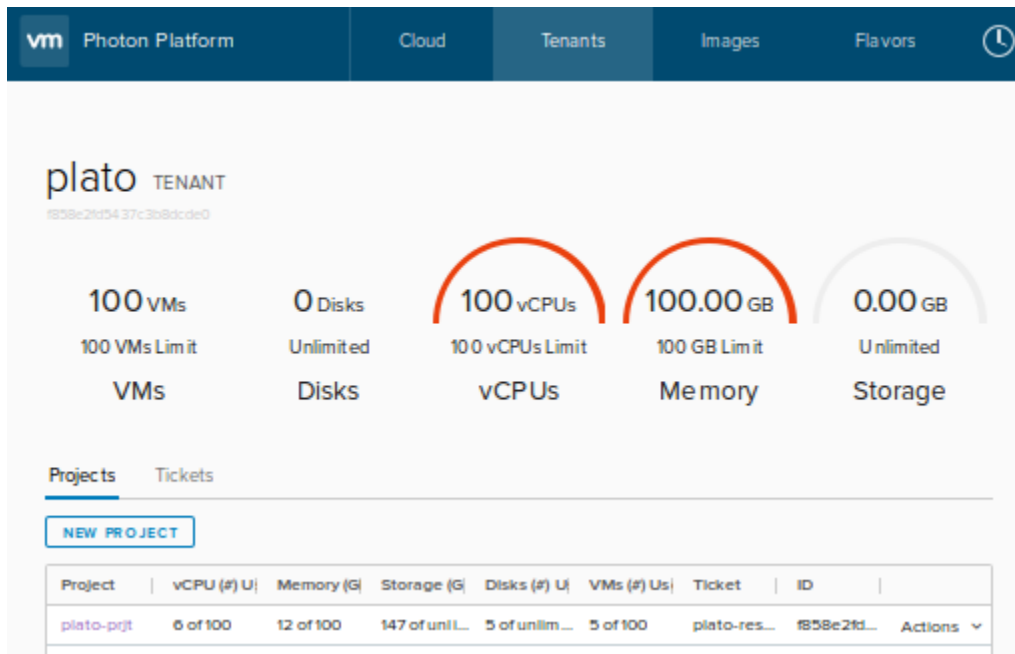 vm Photon Platform Cloud Tenants Images Flavors
plato TENANT
f858e2fd5437c3b8dcde0
100 VMs 0 Disks 100 vCPUs 100.00 GB 0.00 GB
100 VMs Limit Unlimited 100 vCPUs Limit 100 GB Limit Unlimited
VMs Disks vCPUs Memory Storage
Projects Tickets
NEW PROJECT
Project vCPU (#) U Memory (G Storage (G Disks (#) U VMs (#) Us Ticket ID
plato-prjt 6 of 100 12 of 100 147 of unli... 5 of unlim... 5 of 100 plato-res... f858e2fd... Actions